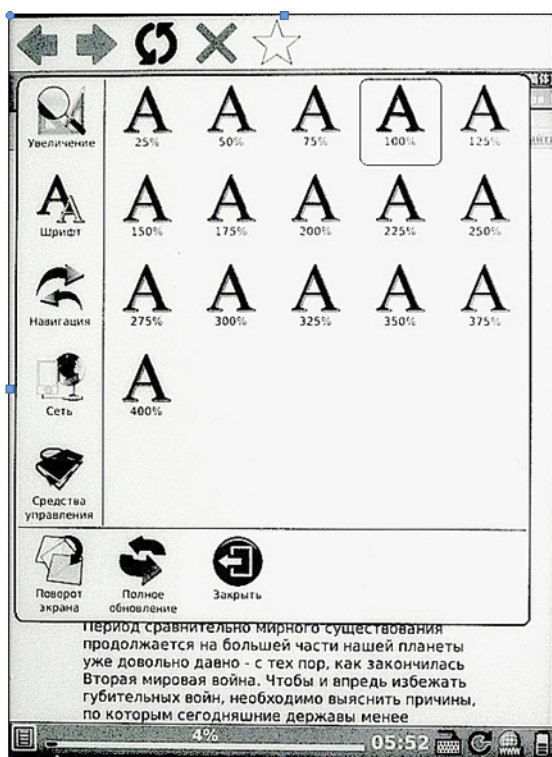 Увеличение
25%
50%
75%
100%
125%
Шрифт
150%
175%
200%
225%
250%
Навигация
275%
300%
325%
350%
375%
Сеть
400%
Средства
управления
Поворот
экрана
Полное
обновление
Закрыть
Период сравнительно мирного существования
продолжается на большей части нашей планеты
уже довольно давно - с тех пор, как закончилась
Вторая мировая война. Чтобы и впредь избежать
губительных войн, необходимо выяснить причины,
по которым сегодняшние державы менее
4%
05:52